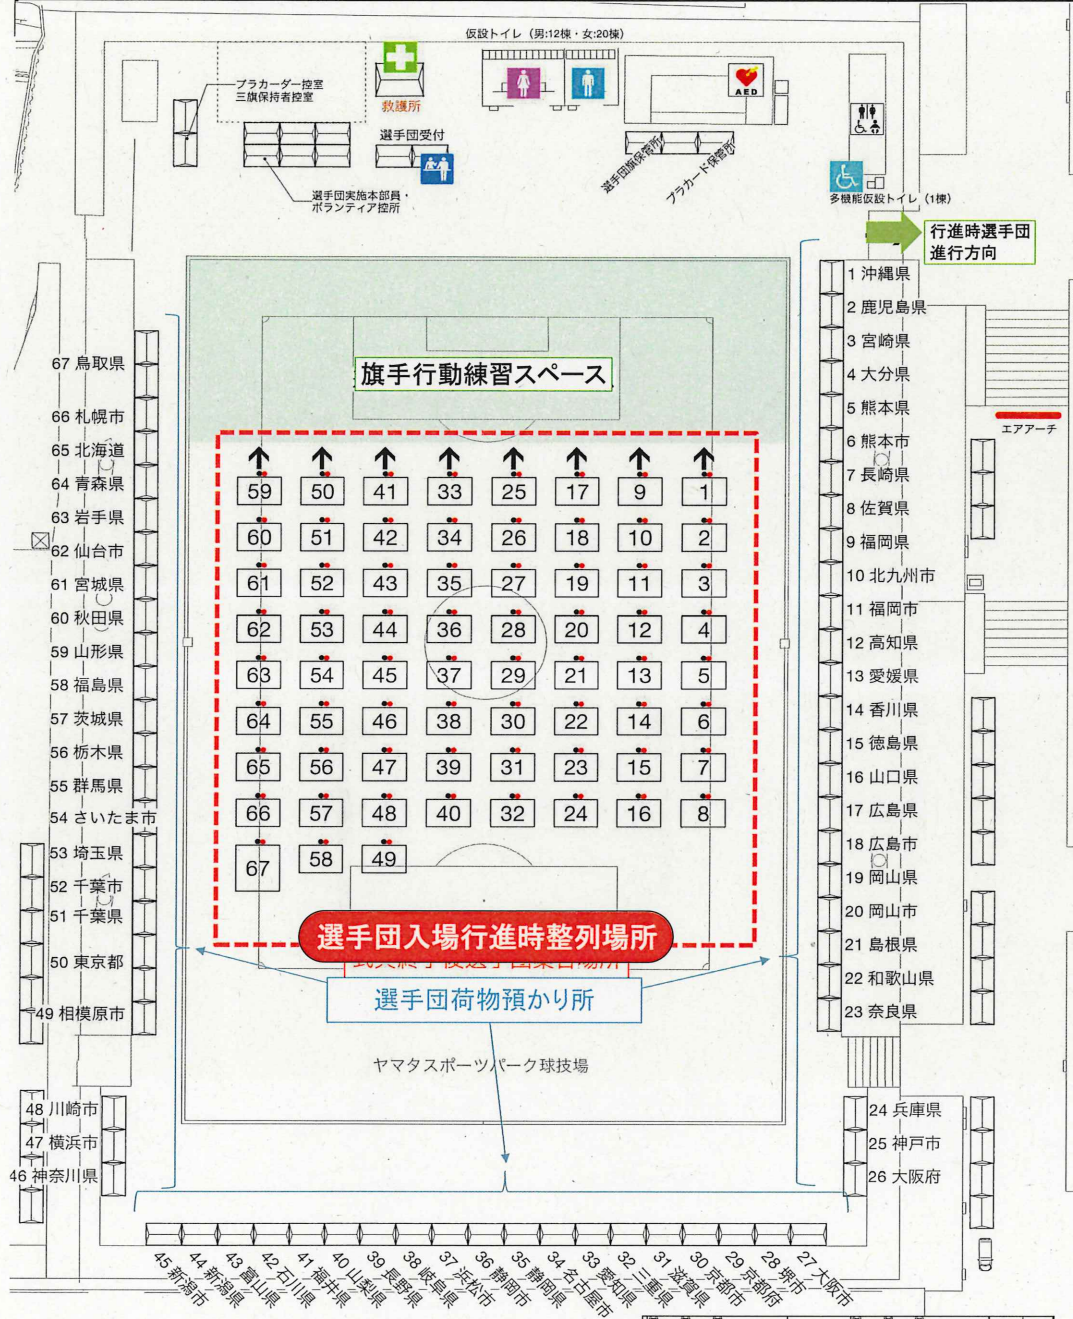 仮設トイレ（男:12棟・女:20棟）
プラカーダー控室
三旗保持者控室
救護所
AED
選手団受付
選手団旗保管所
プラカード保管所
選手団実施本部員・
ボランティア控所
多機能仮設トイレ（1棟）
行進時選手団
進行方向
エアアーチ
旗手行動練習スペース
59 50 41 33 25 17 9 1
60 51 42 34 26 18 10 2
61 52 43 35 27 19 11 3
62 53 44 36 28 20 12 4
63 54 45 37 29 21 13 5
64 55 46 38 30 22 14 6
65 56 47 39 31 23 15 7
66 57 48 40 32 24 16 8
67 58 49
選手団入場行進時整列場所
選手団荷物預かり所
ヤマタスポーツパーク球技場
1 沖縄県
2 鹿児島県
3 宮崎県
4 大分県
5 熊本県
6 熊本市
7 長崎県
8 佐賀県
9 福岡県
10 北九州市
11 福岡市
12 高知県
13 愛媛県
14 香川県
15 徳島県
16 山口県
17 広島県
18 広島市
19 岡山県
20 岡山市
21 島根県
22 和歌山県
23 奈良県
24 兵庫県
25 神戸市
26 大阪府
27 大阪市
28 堺市
29 京都府
30 京都市
31 滋賀県
32 三重県
33 愛知県
34 名古屋市
35 静岡県
36 静岡市
37 浜松市
38 岐阜県
39 長野県
40 山梨県
41 福井県
42 石川県
43 富山県
44 新潟県
45 新潟市
46 神奈川県
47 横浜市
48 川崎市
49 相模原市
50 東京都
51 千葉県
52 千葉市
53 埼玉県
54 さいたま市
55 群馬県
56 栃木県
57 茨城県
58 福島県
59 山形県
60 秋田県
61 宮城県
62 仙台市
63 岩手県
64 青森県
65 北海道
66 札幌市
67 鳥取県